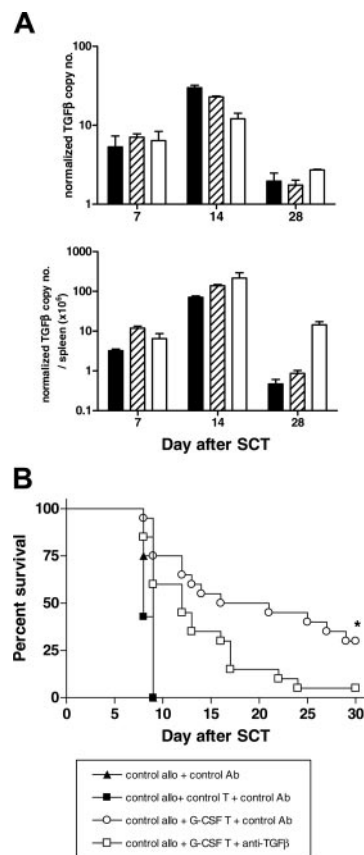 A
normalized TGFβ copy no.
100
10
1
7 14 28
normalized TGFβ copy no. / spleen (x10⁶)
1000
100
10
1
0.1
7 14 28
Day after SCT
B
Percent survival
100
75
50
25
0
*
0 5 10 15 20 25 30
Day after SCT
control allo + control Ab
control allo+ control T + control Ab
control allo + G-CSF T + control Ab
control allo + G-CSF T + anti-TGFβ